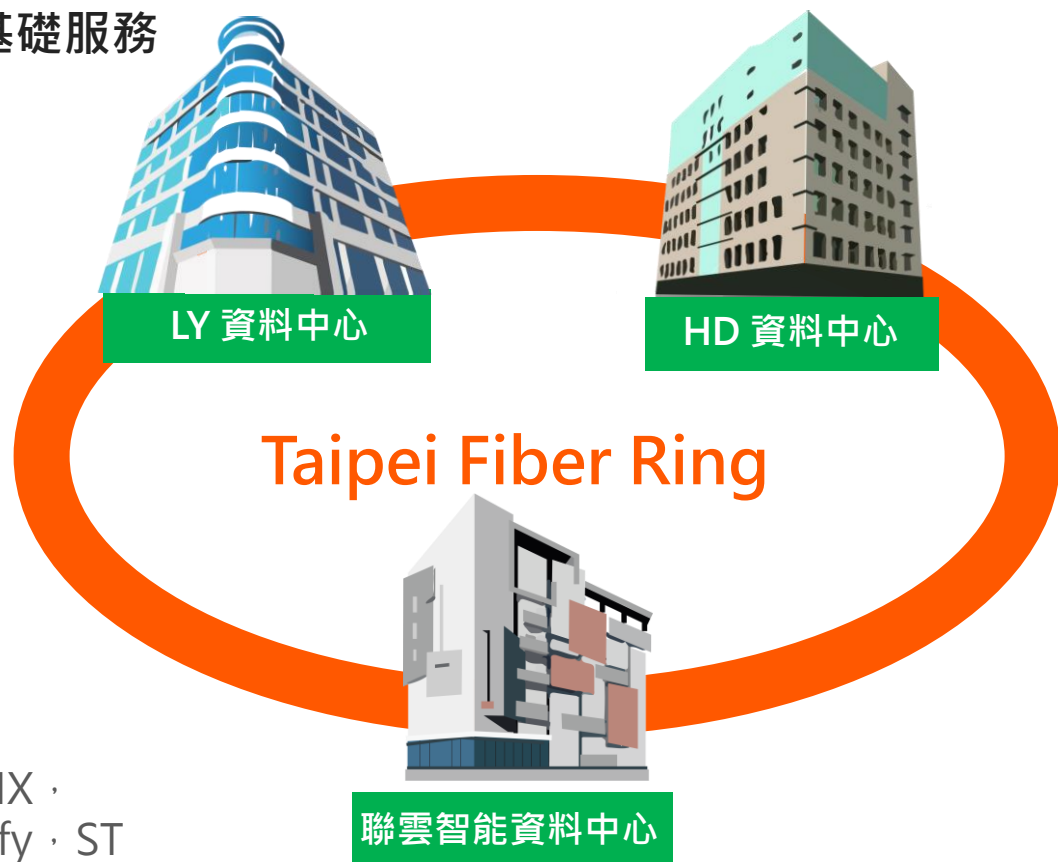 基礎服務
LY 資料中心
HD 資料中心
Taipei Fiber Ring
IX，
fy，ST
聯雲智能資料中心